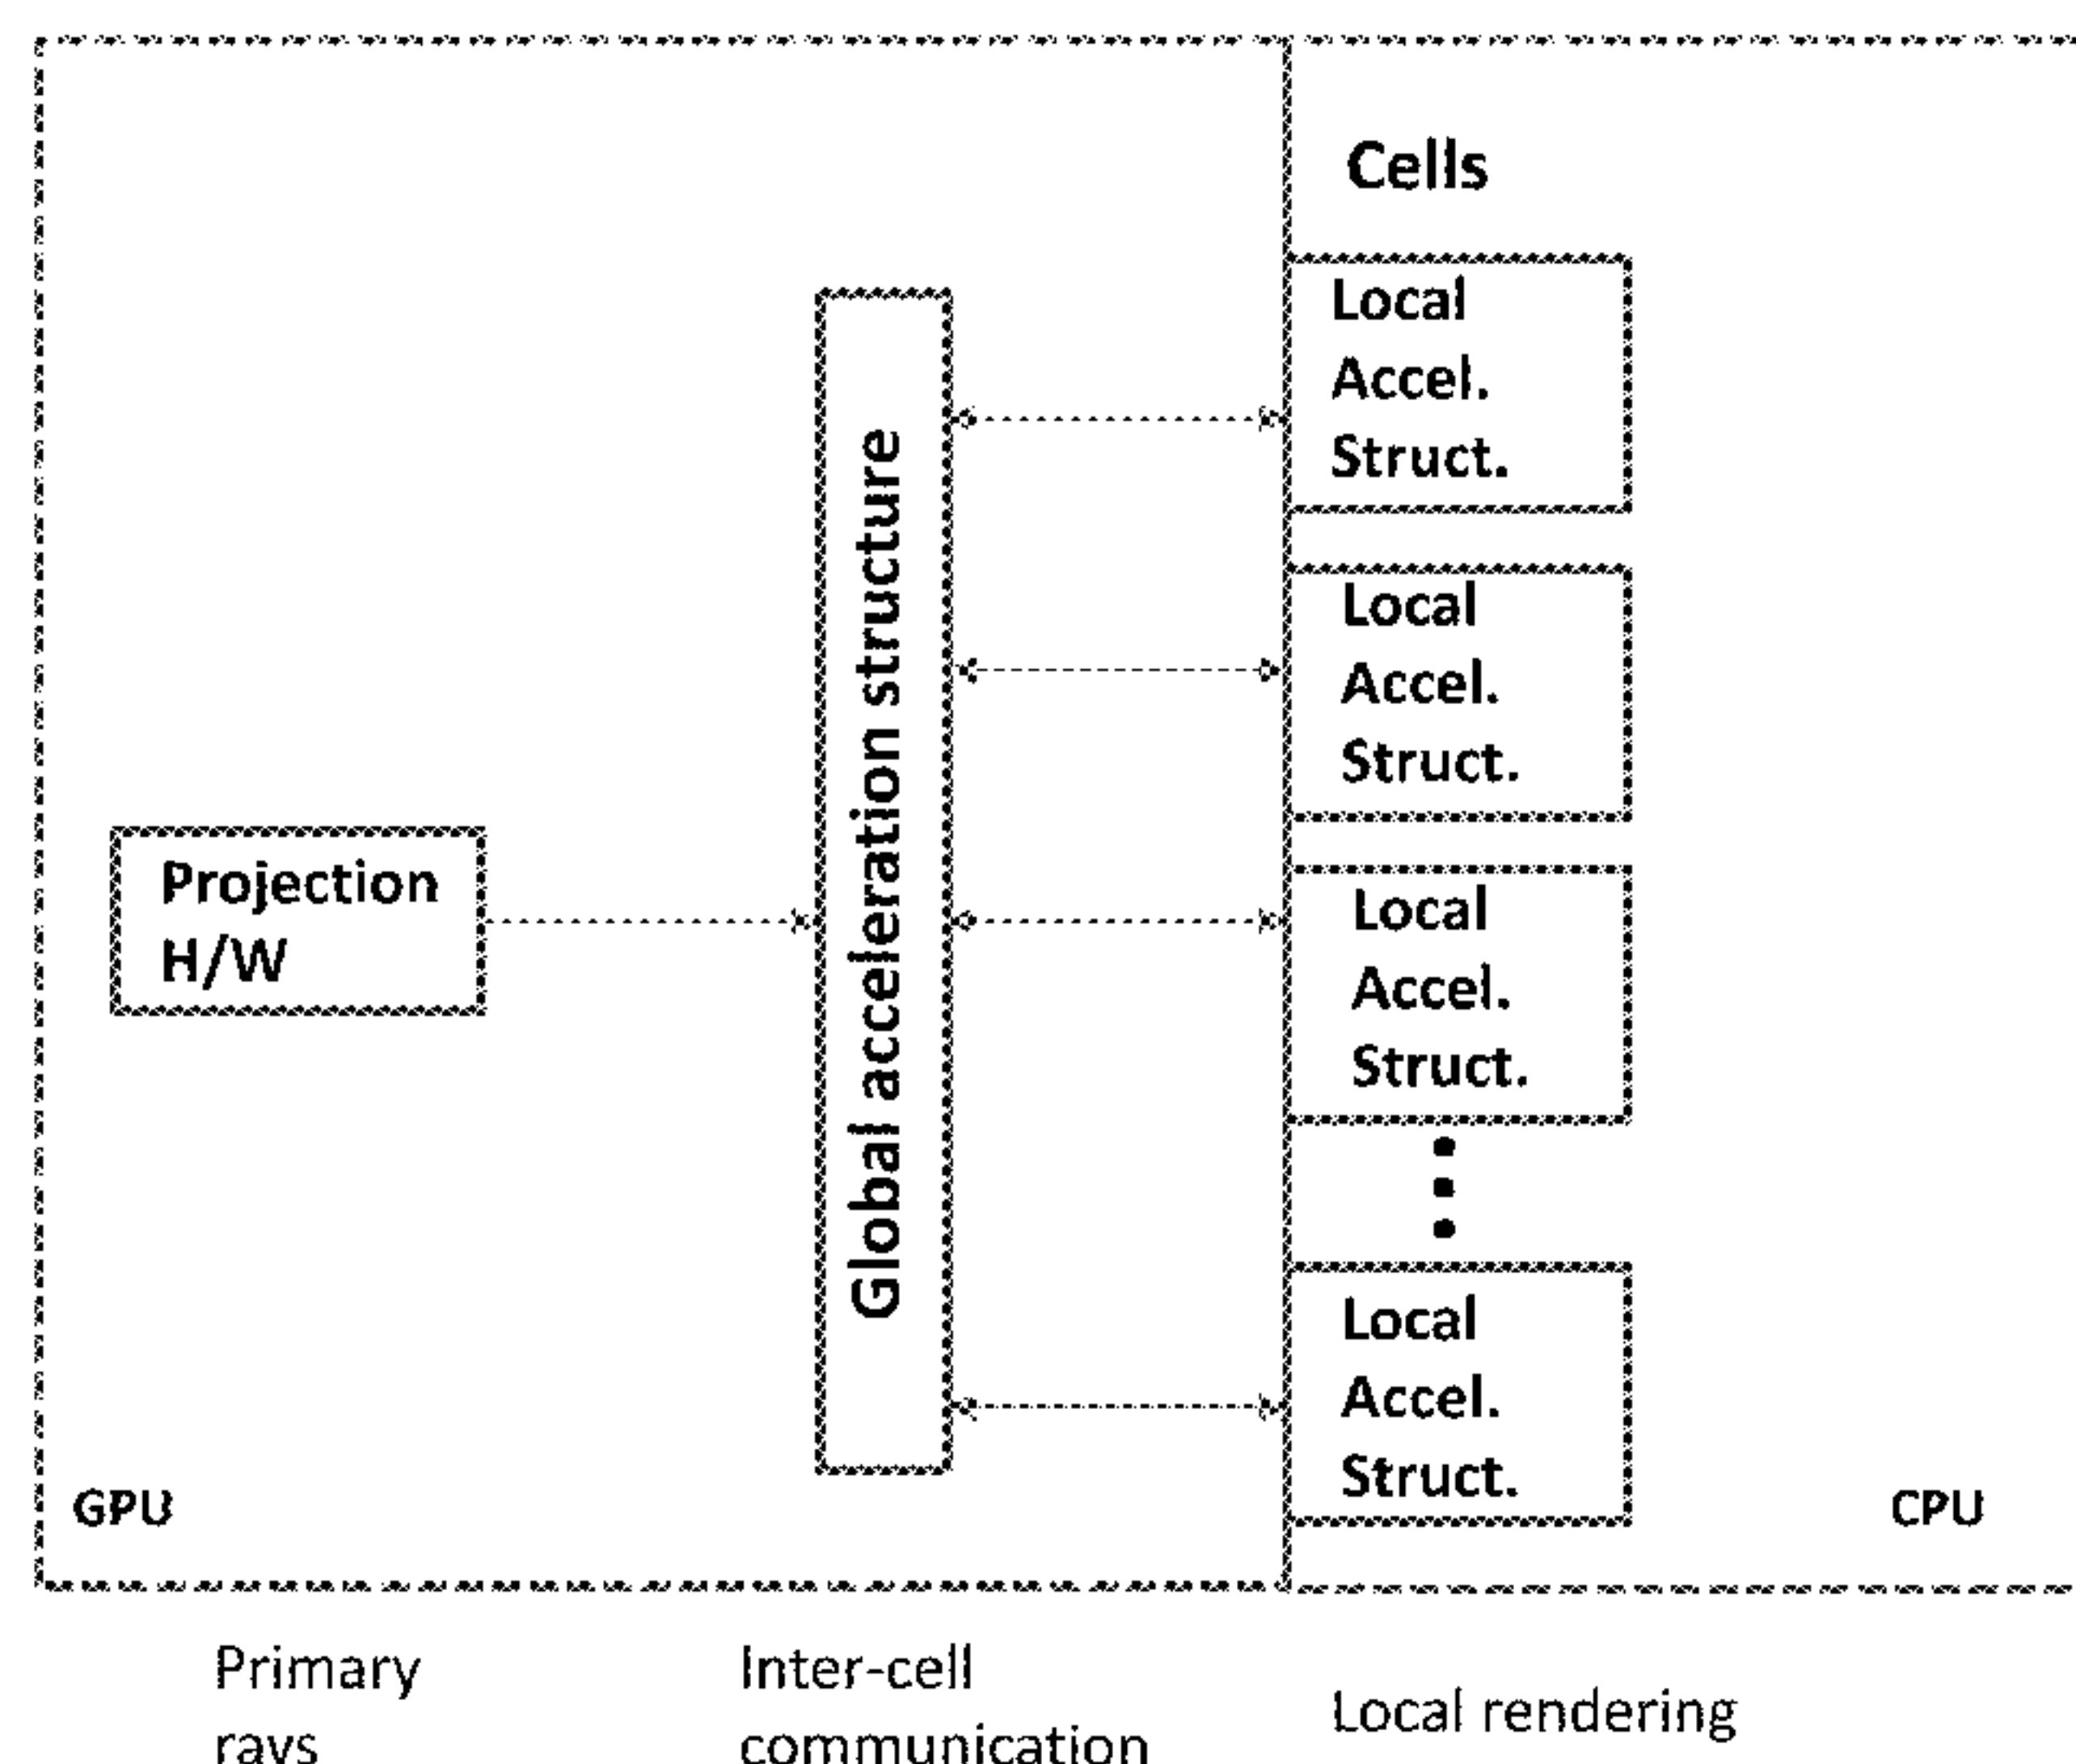 Cells
Local
Accel.
Struct.
Local
Accel.
Struct.
Local
Accel.
Struct.
Local
Accel.
Struct.
Global acceleration structure
Projection
H/W
GPU
CPU
Primary
rays
Inter-cell
communication
Local rendering